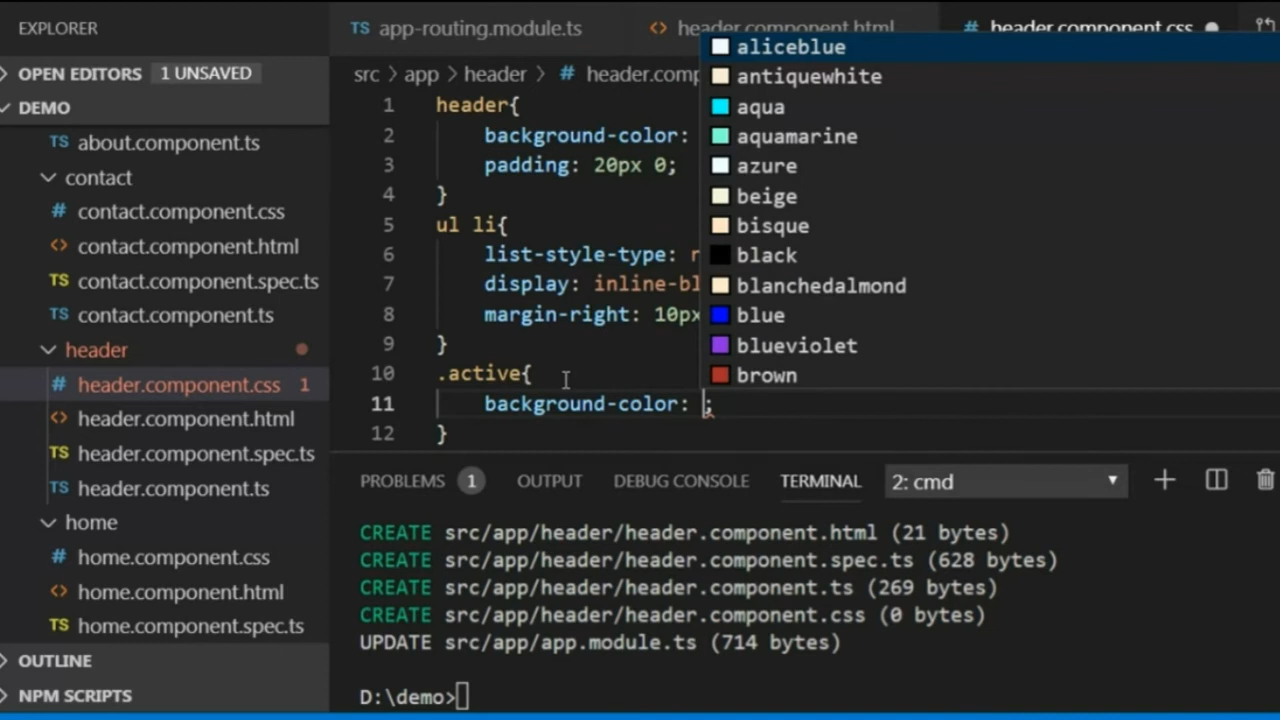 EXPLORER
OPEN EDITORS 1 UNSAVED
DEMO
TS about.component.ts
contact
# contact.component.css
<> contact.component.html
TS contact.component.spec.ts
TS contact.component.ts
header
# header.component.css 1
<> header.component.html
TS header.component.spec.ts
TS header.component.ts
home
# home.component.css
<> home.component.html
TS home.component.spec.ts
OUTLINE
NPM SCRIPTS
TS app-routing.module.ts <> header.component.html # header.component.css
src > app > header > # header.comp
1 header{
2 background-color:
3 padding: 20px 0;
4 }
5 ul li{
6 list-style-type: n
7 display: inline-bl
8 margin-right: 10px
9 }
10 .active{
11 background-color: ;
12 }
aliceblue
antiquewhite
aqua
aquamarine
azure
beige
bisque
black
blanchedalmond
blue
blueviolet
brown
PROBLEMS 1 OUTPUT DEBUG CONSOLE TERMINAL 2: cmd
CREATE src/app/header/header.component.html (21 bytes)
CREATE src/app/header/header.component.spec.ts (628 bytes)
CREATE src/app/header/header.component.ts (269 bytes)
CREATE src/app/header/header.component.css (0 bytes)
UPDATE src/app/app.module.ts (714 bytes)
D:\demo>